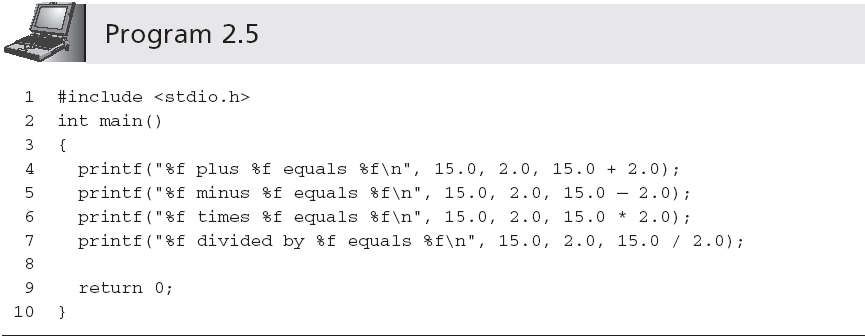 Program 2.5
1 #include <stdio.h>
2 int main()
3 {
4 printf("%f plus %f equals %f\n", 15.0, 2.0, 15.0 + 2.0);
5 printf("%f minus %f equals %f\n", 15.0, 2.0, 15.0 – 2.0);
6 printf("%f times %f equals %f\n", 15.0, 2.0, 15.0 * 2.0);
7 printf("%f divided by %f equals %f\n", 15.0, 2.0, 15.0 / 2.0);
8
9 return 0;
10 }